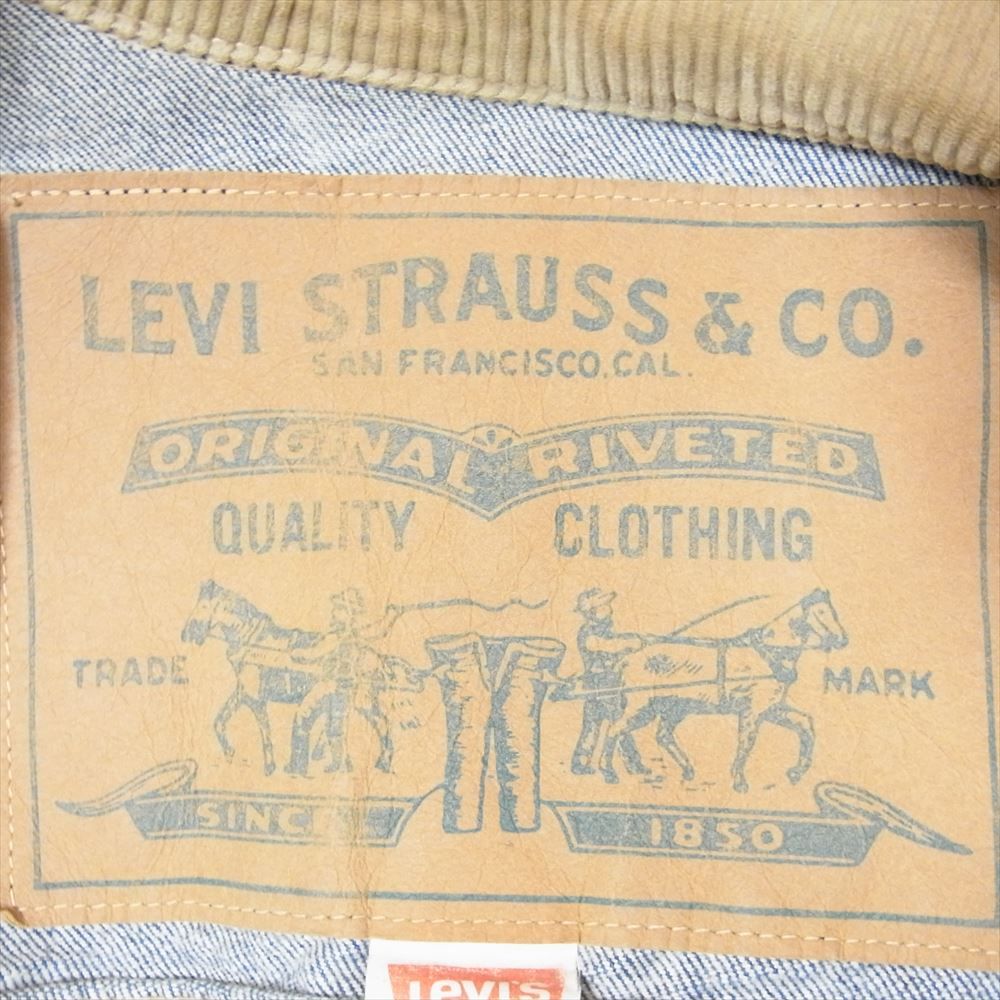 LEVI STRAUSS & CO.
SAN FRANCISCO, CAL.
ORIGINAL RIVETED
QUALITY CLOTHING
TRADE MARK
SINCE 1850
Levi's